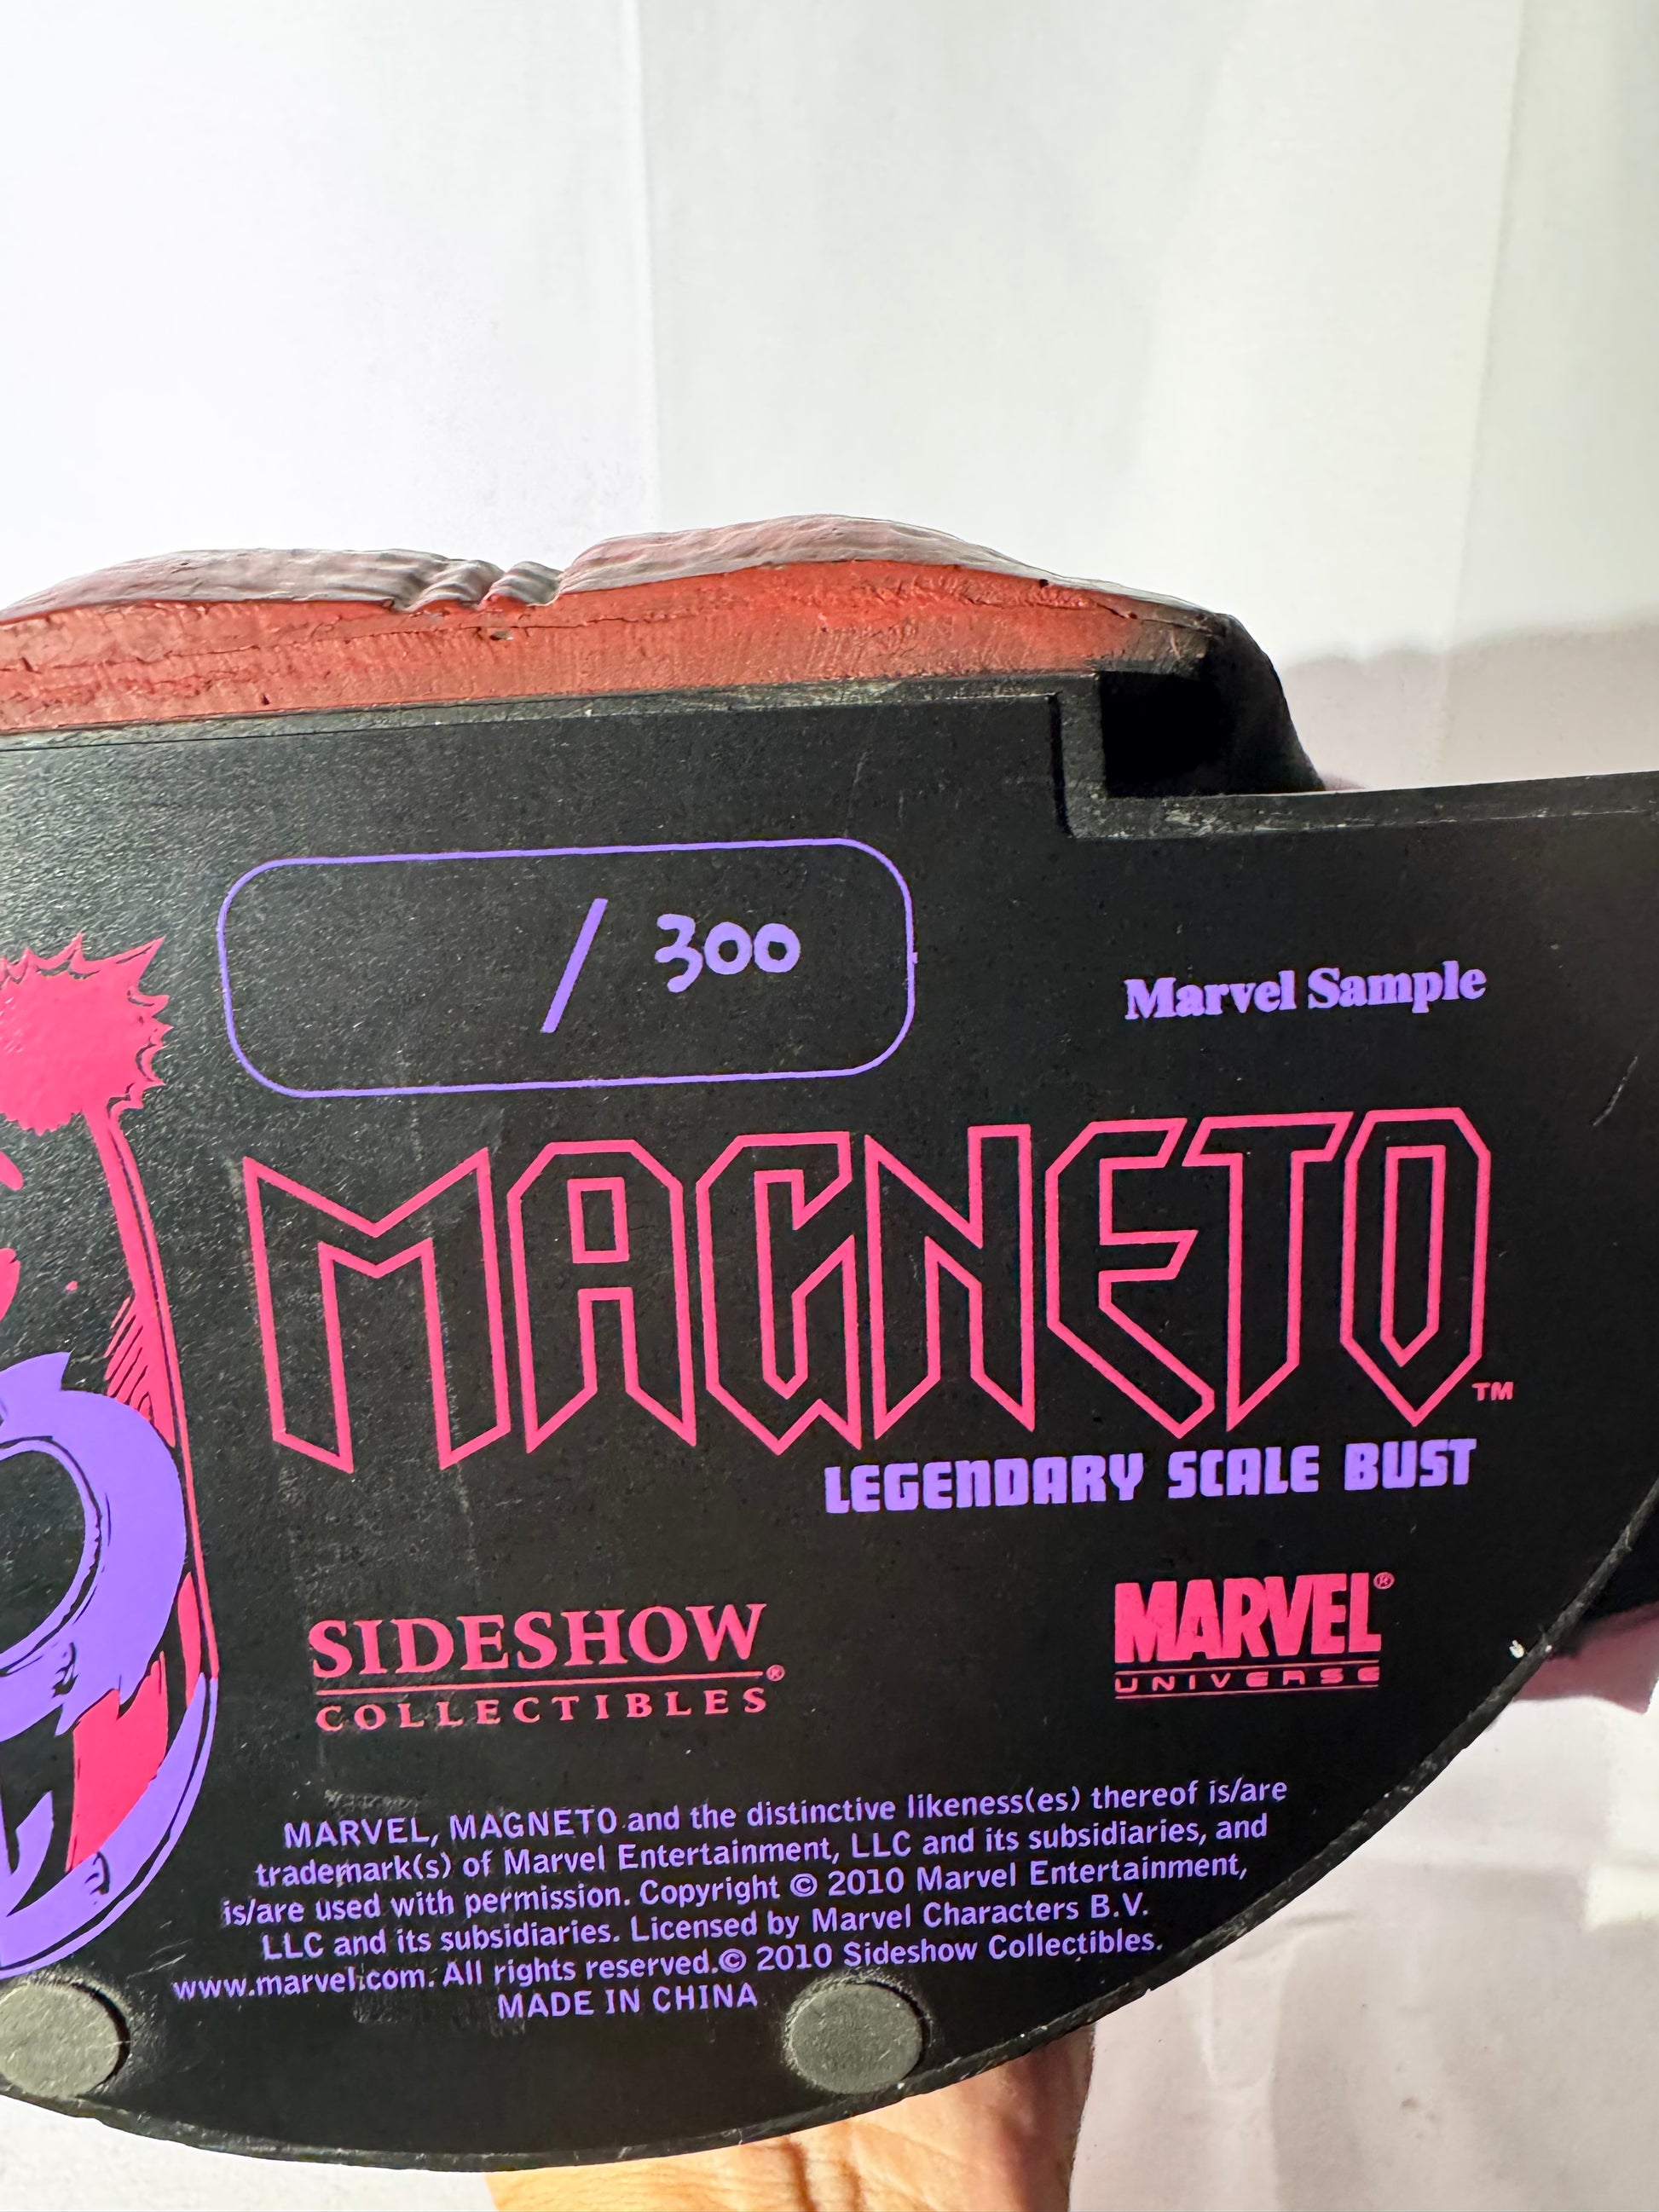 / 300
Marvel Sample
MAGNETO™
LEGENDARY SCALE BUST
SIDESHOW®
COLLECTIBLES
MARVEL®
UNIVERSE
MARVEL, MAGNETO and the distinctive likeness(es) thereof is/are
trademark(s) of Marvel Entertainment, LLC and its subsidiaries, and
is/are used with permission. Copyright © 2010 Marvel Entertainment,
LLC and its subsidiaries. Licensed by Marvel Characters B.V.
www.marvel.com. All rights reserved.© 2010 Sideshow Collectibles.
MADE IN CHINA